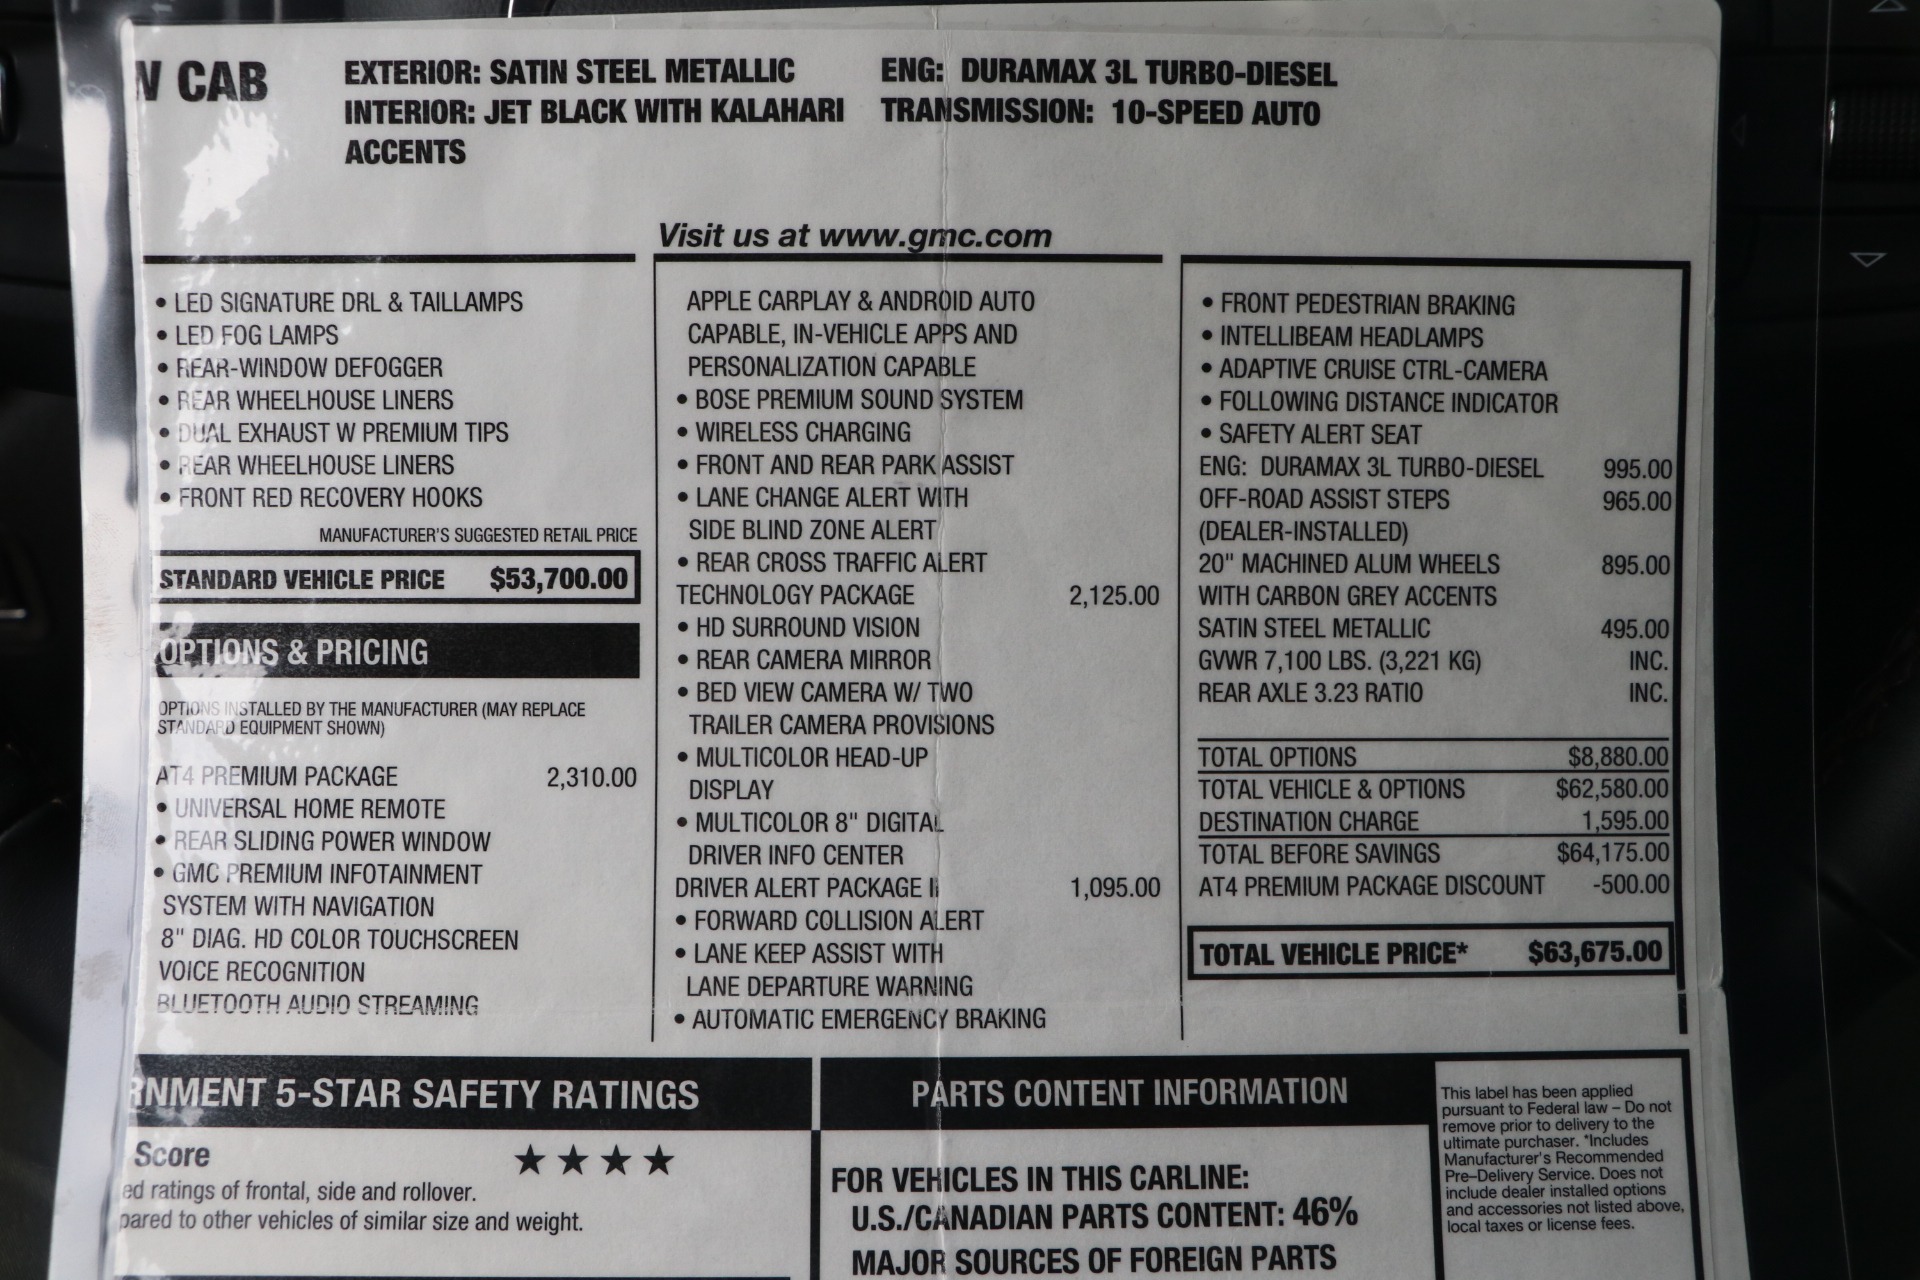 CAB
EXTERIOR: SATIN STEEL METALLIC
INTERIOR: JET BLACK WITH KALAHARI
ACCENTS
ENG: DURAMAX 3L TURBO-DIESEL
TRANSMISSION: 10-SPEED AUTO
Visit us at www.gmc.com
• LED SIGNATURE DRL & TAILLAMPS
• LED FOG LAMPS
• REAR-WINDOW DEFOGGER
• REAR WHEELHOUSE LINERS
• DUAL EXHAUST W PREMIUM TIPS
• REAR WHEELHOUSE LINERS
• FRONT RED RECOVERY HOOKS
MANUFACTURER'S SUGGESTED RETAIL PRICE
STANDARD VEHICLE PRICE $53,700.00
OPTIONS & PRICING
OPTIONS INSTALLED BY THE MANUFACTURER (MAY REPLACE
STANDARD EQUIPMENT SHOWN)
AT4 PREMIUM PACKAGE 2,310.00
• UNIVERSAL HOME REMOTE
• REAR SLIDING POWER WINDOW
• GMC PREMIUM INFOTAINMENT
SYSTEM WITH NAVIGATION
8" DIAG. HD COLOR TOUCHSCREEN
VOICE RECOGNITION
BLUETOOTH AUDIO STREAMING
APPLE CARPLAY & ANDROID AUTO
CAPABLE, IN-VEHICLE APPS AND
PERSONALIZATION CAPABLE
• BOSE PREMIUM SOUND SYSTEM
• WIRELESS CHARGING
• FRONT AND REAR PARK ASSIST
• LANE CHANGE ALERT WITH
SIDE BLIND ZONE ALERT
• REAR CROSS TRAFFIC ALERT
TECHNOLOGY PACKAGE 2,125.00
• HD SURROUND VISION
• REAR CAMERA MIRROR
• BED VIEW CAMERA W/ TWO
TRAILER CAMERA PROVISIONS
• MULTICOLOR HEAD-UP
DISPLAY
• MULTICOLOR 8" DIGITAL
DRIVER INFO CENTER
DRIVER ALERT PACKAGE II 1,095.00
• FORWARD COLLISION ALERT
• LANE KEEP ASSIST WITH
LANE DEPARTURE WARNING
• AUTOMATIC EMERGENCY BRAKING
• FRONT PEDESTRIAN BRAKING
• INTELLIBEAM HEADLAMPS
• ADAPTIVE CRUISE CTRL-CAMERA
• FOLLOWING DISTANCE INDICATOR
• SAFETY ALERT SEAT
ENG: DURAMAX 3L TURBO-DIESEL 995.00
OFF-ROAD ASSIST STEPS 965.00
(DEALER-INSTALLED)
20" MACHINED ALUM WHEELS 895.00
WITH CARBON GREY ACCENTS
SATIN STEEL METALLIC 495.00
GVWR 7,100 LBS. (3,221 KG) INC.
REAR AXLE 3.23 RATIO INC.
TOTAL OPTIONS $8,880.00
TOTAL VEHICLE & OPTIONS $62,580.00
DESTINATION CHARGE 1,595.00
TOTAL BEFORE SAVINGS $64,175.00
AT4 PREMIUM PACKAGE DISCOUNT -500.00
TOTAL VEHICLE PRICE* $63,675.00
RNMENT 5-STAR SAFETY RATINGS
Score ★★★★
ed ratings of frontal, side and rollover.
pared to other vehicles of similar size and weight.
PARTS CONTENT INFORMATION
FOR VEHICLES IN THIS CARLINE:
U.S./CANADIAN PARTS CONTENT: 46%
MAJOR SOURCES OF FOREIGN PARTS
This label has been applied
pursuant to Federal law – Do not
remove prior to delivery to the
ultimate purchaser. *Includes
Manufacturer's Recommended
Pre-Delivery Service. Does not
include dealer installed options
and accessories not listed above,
local taxes or license fees.